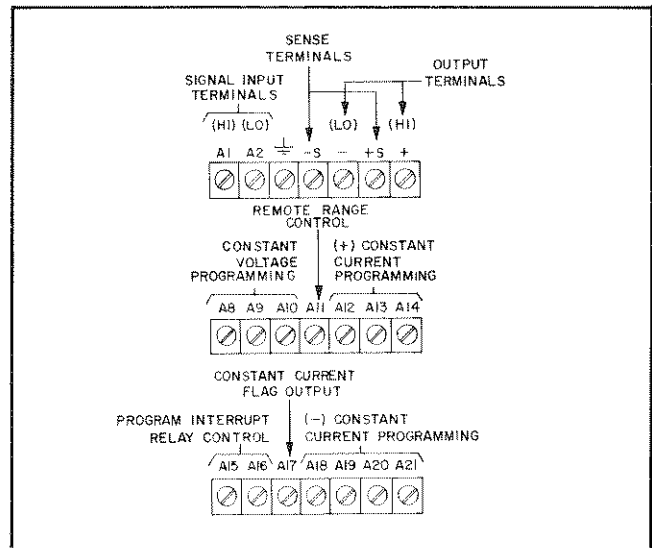 SENSE
TERMINALS
OUTPUT
TERMINALS
SIGNAL INPUT
TERMINALS
(HI) (LO)
(LO)
(HI)
A1 A2 -S - +S +
REMOTE RANGE
CONTROL
CONSTANT
VOLTAGE
PROGRAMMING
(+) CONSTANT
CURRENT
PROGRAMMING
A8 A9 A10 A11 A12 A13 A14
CONSTANT CURRENT
FLAG OUTPUT
PROGRAM INTERRUPT
RELAY CONTROL
(-) CONSTANT
CURRENT PROGRAMMING
A15 A16 A17 A18 A19 A20 A21